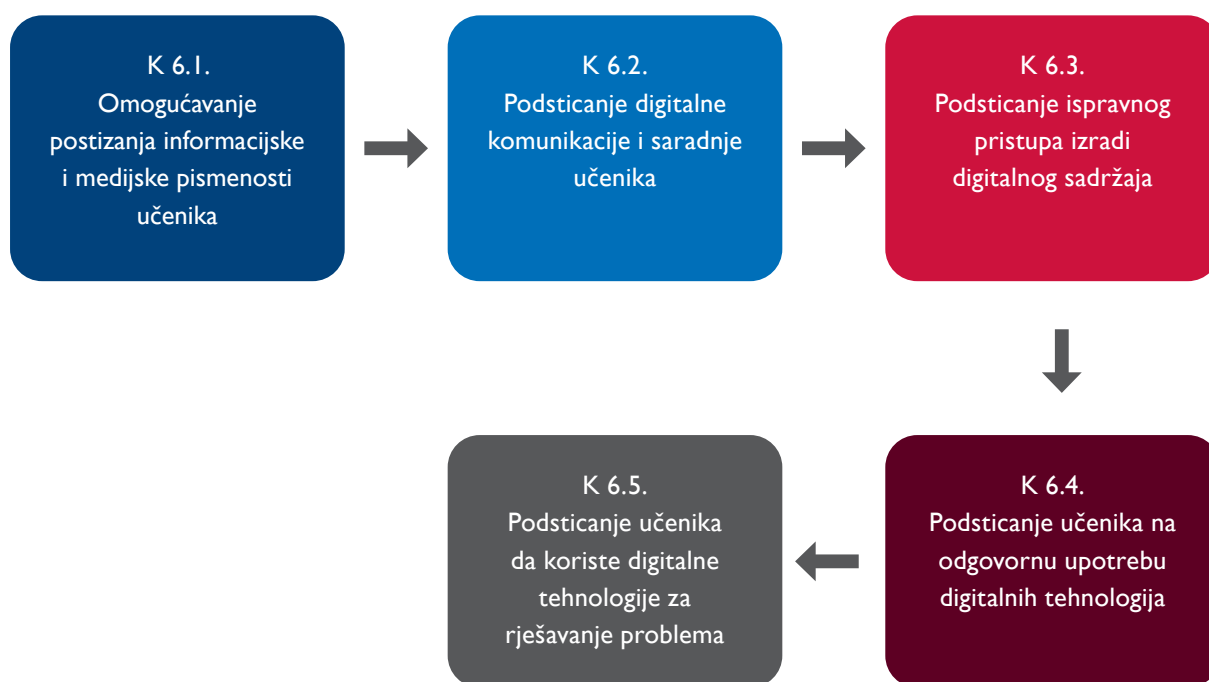 K 6.1.
Omogućavanje
postizanja informacijske
i medijske pismenosti
učenika
K 6.2.
Podsticanje digitalne
komunikacije i saradnje
učenika
K 6.3.
Podsticanje ispravnog
pristupa izradi
digitalnog sadržaja
K 6.4.
Podsticanje učenika na
odgovornu upotrebu
digitalnih tehnologija
K 6.5.
Podsticanje učenika
da koriste digitalne
tehnologije za
rješavanje problema